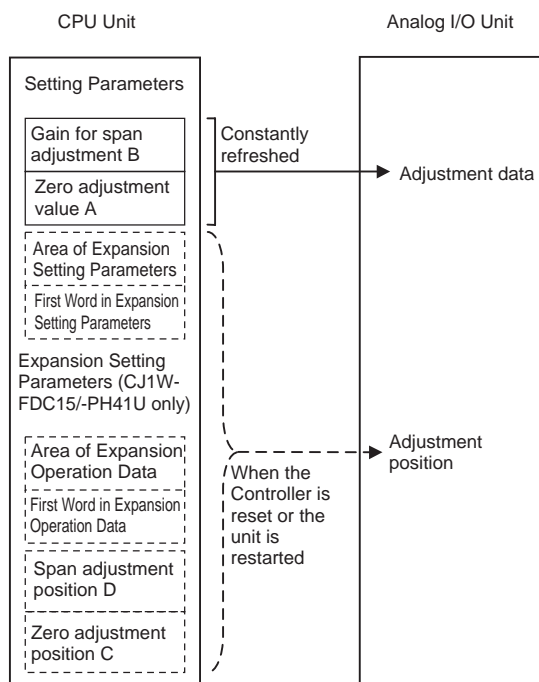 CPU Unit
Analog I/O Unit
Setting Parameters
Gain for span
adjustment B
Zero adjustment
value A
Constantly
refreshed
Adjustment data
Area of Expansion
Setting Parameters
First Word in Expansion
Setting Parameters
Expansion Setting
Parameters (CJ1W-
FDC15/-PH41U only)
Area of Expansion
Operation Data
First Word in Expansion
Operation Data
Span adjustment
position D
Zero adjustment
position C
When the
Controller is
reset or the
unit is
restarted
Adjustment
position